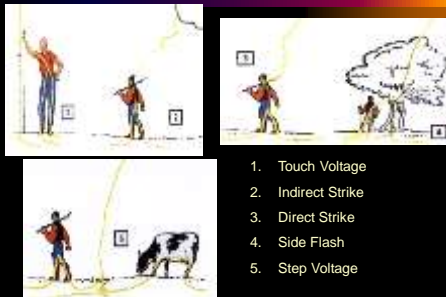 1
2
3
4
5
1. Touch Voltage
2. Indirect Strike
3. Direct Strike
4. Side Flash
5. Step Voltage